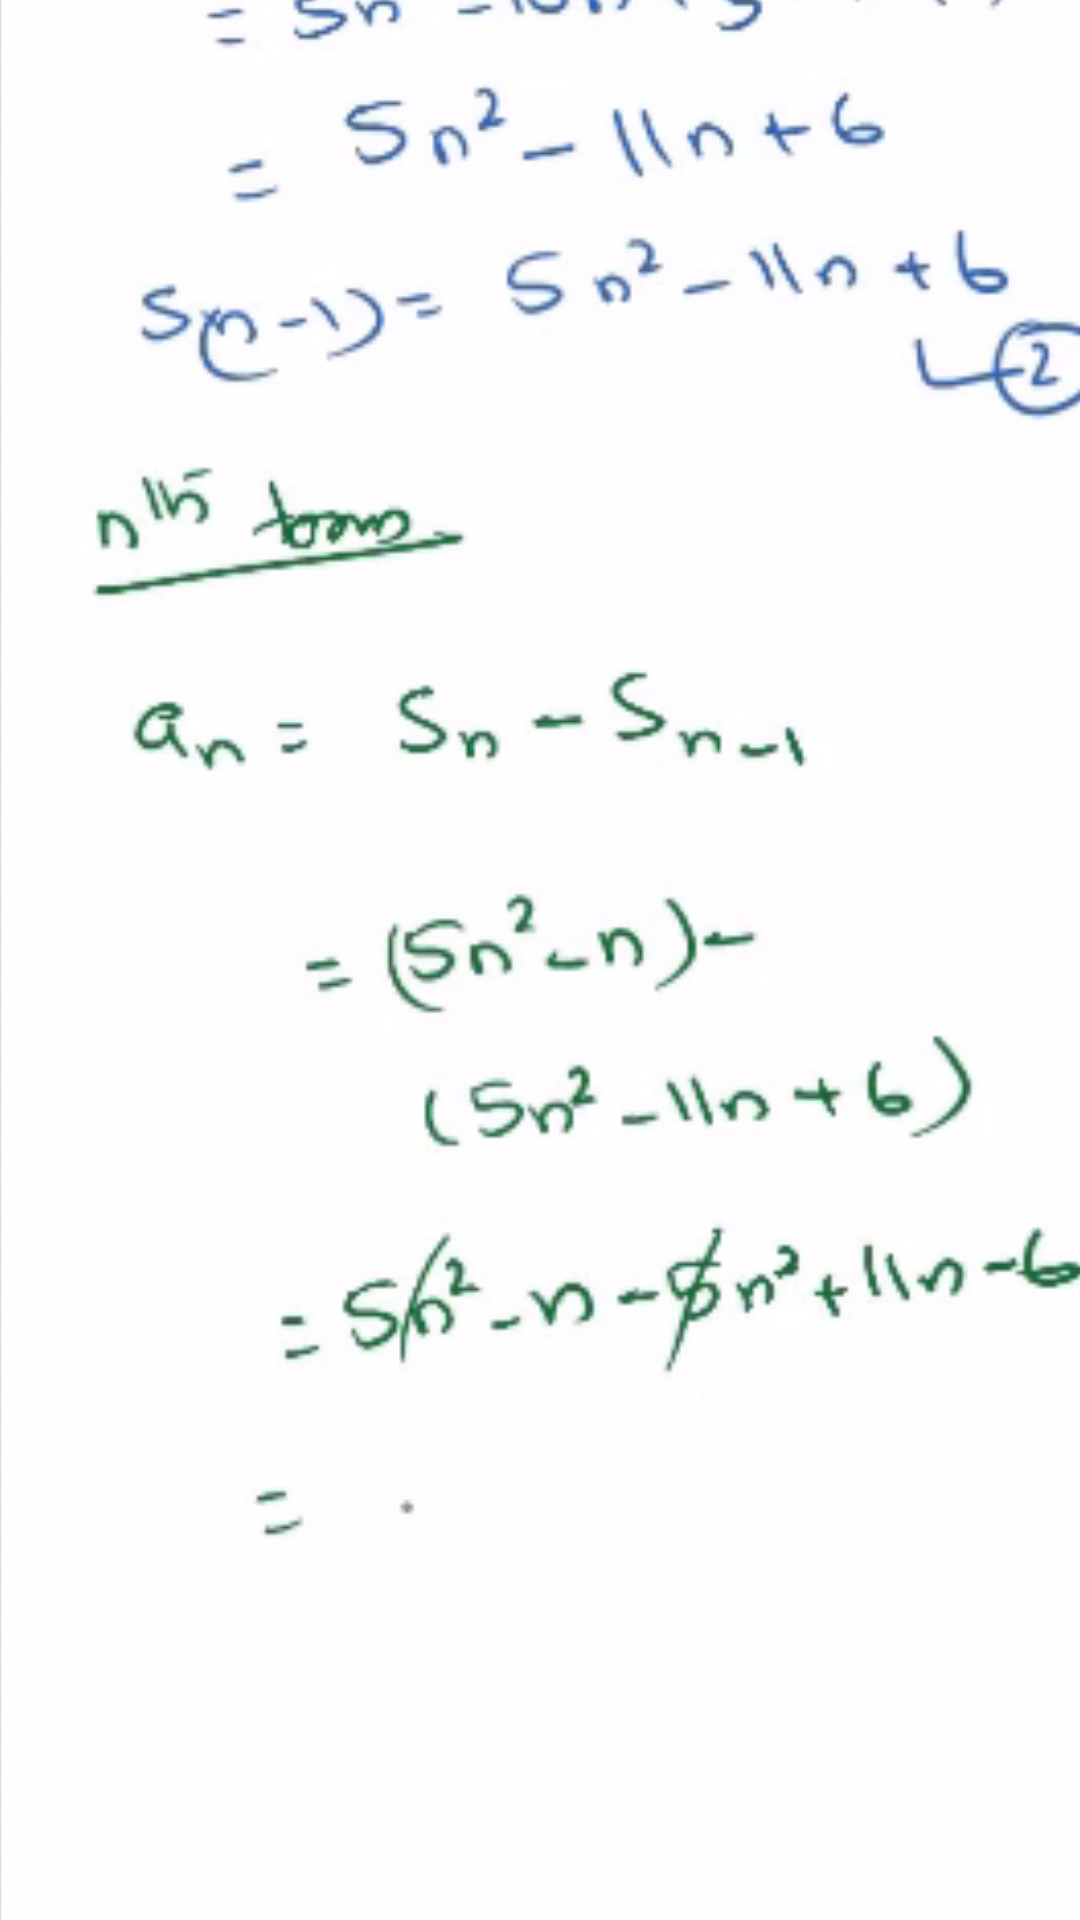 = 5n² - 11n + 6
S(n-1) = 5n² - 11n + 6
②
nth term
an = Sn - Sn-1
= (5n² - n) -
(5n² - 11n + 6)
= 5n² - n - 5n² + 11n - 6
=